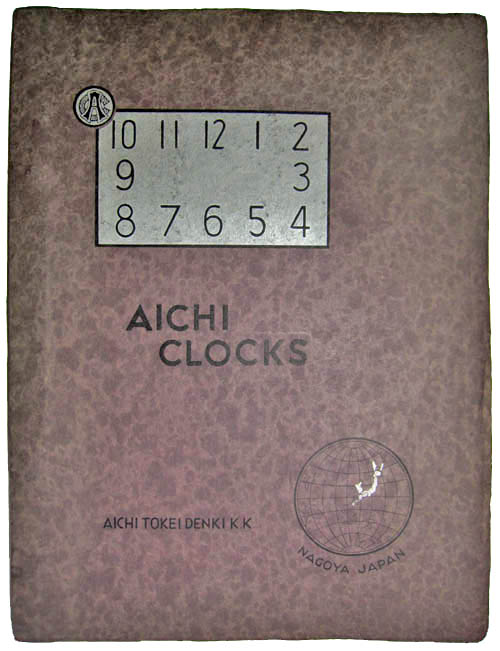 10 11 12 1 2
9 3
8 7 6 5 4
AICHI
CLOCKS
AICHI TOKEI DENKI K.K
NAGOYA JAPAN